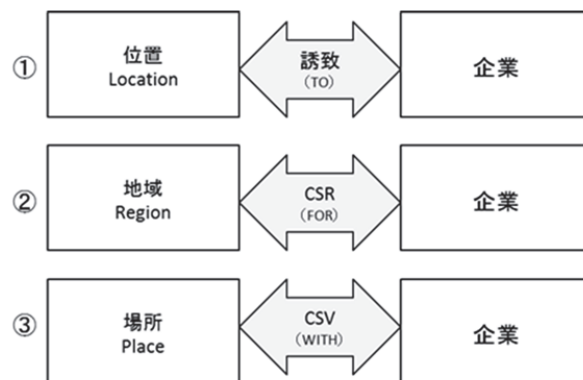 ①
位置
Location
誘致
(TO)
企業
②
地域
Region
CSR
(FOR)
企業
③
場所
Place
CSV
(WITH)
企業